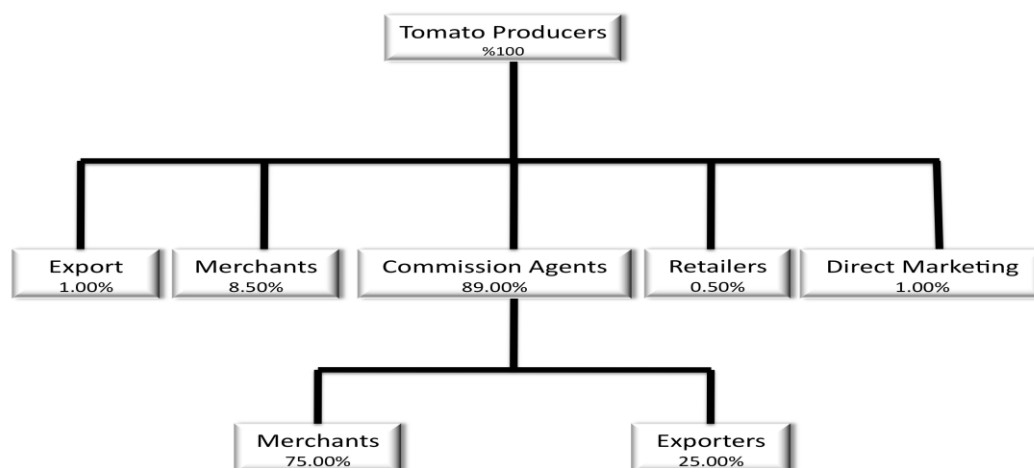 Tomato Producers
%100
Export
1.00%
Merchants
8.50%
Commission Agents
89.00%
Retailers
0.50%
Direct Marketing
1.00%
Merchants
75.00%
Exporters
25.00%